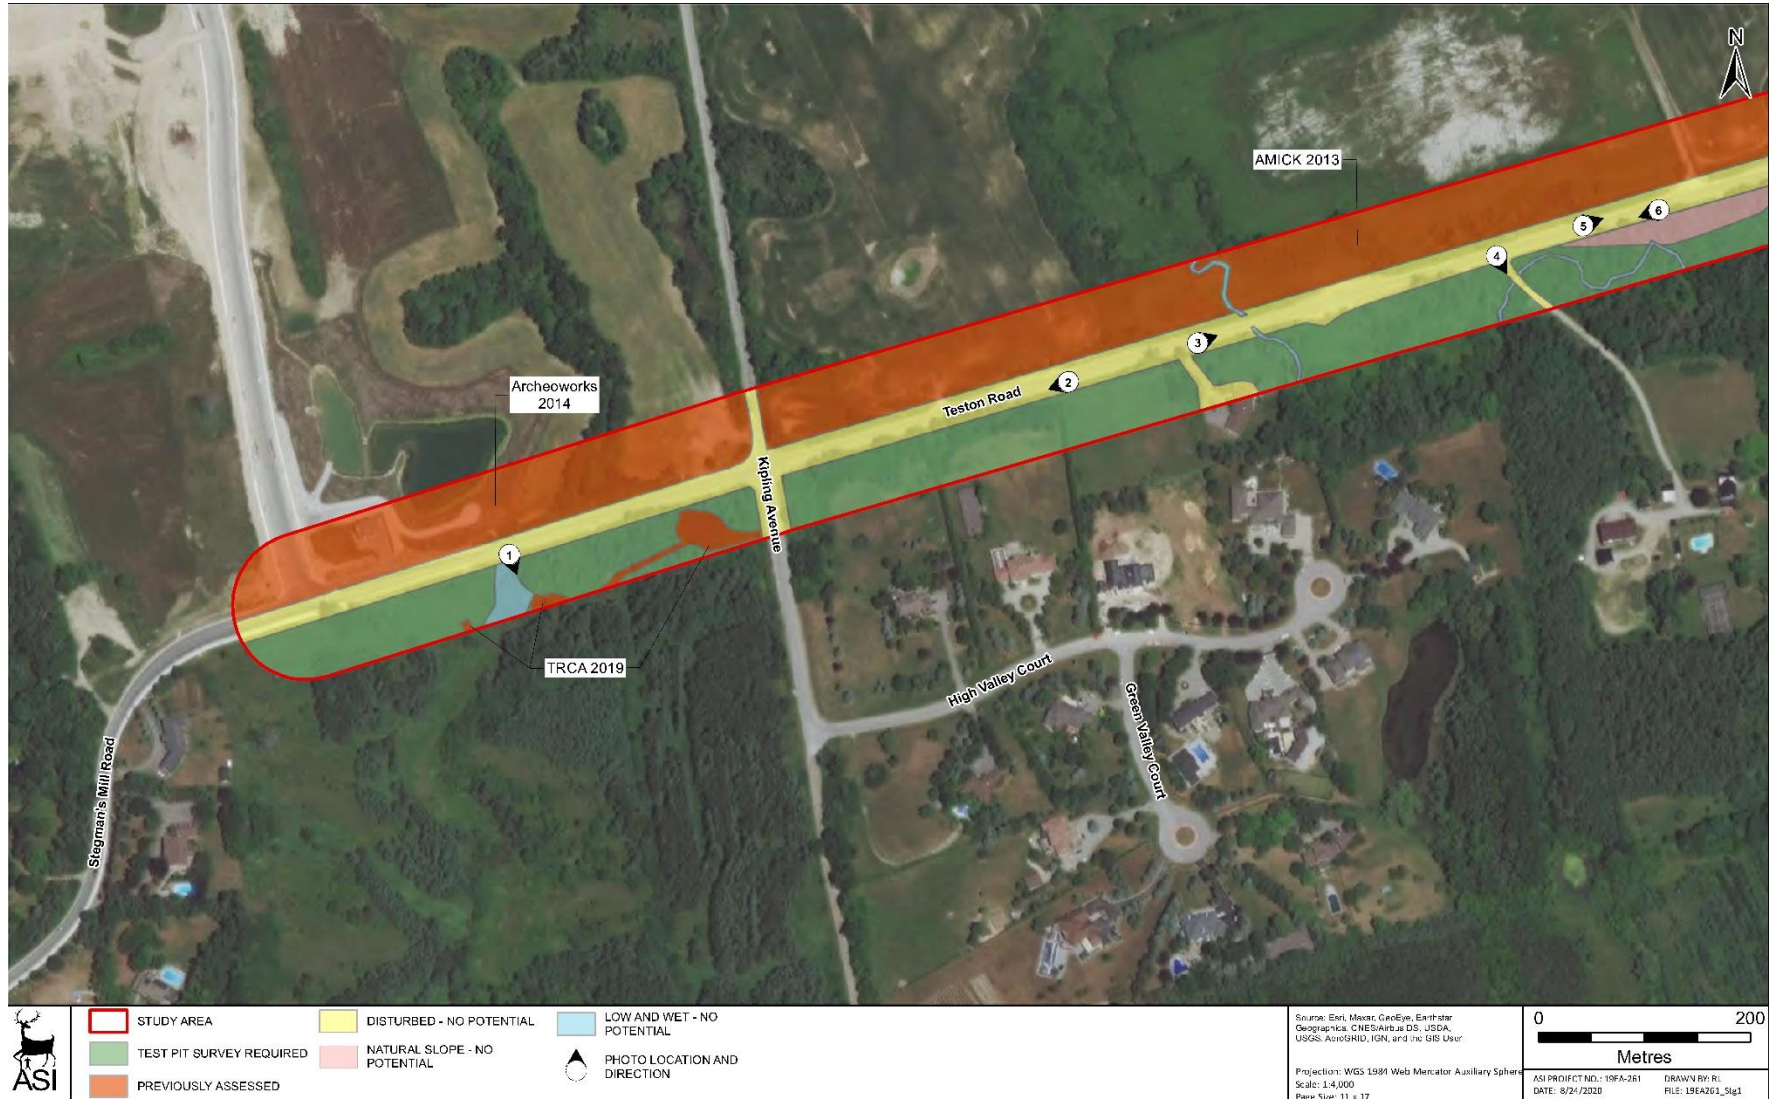 N
AMICK 2013
6
5
4
3
2
Teston Road
Archeoworks
2014
Kipling Avenue
1
TRCA 2019
High Valley Court
Green Valley Court
Stegman's Mill Road
ASI
STUDY AREA
TEST PIT SURVEY REQUIRED
PREVIOUSLY ASSESSED
DISTURBED - NO POTENTIAL
NATURAL SLOPE - NO
POTENTIAL
LOW AND WET - NO
POTENTIAL
PHOTO LOCATION AND
DIRECTION
Source: Esri, Maxar, GeoEye, Earthstar
Geographics, CNES/Airbus DS, USDA,
USGS, AeroGRID, IGN, and the GIS User
Projection: WGS 1984 Web Mercator Auxiliary Sphere
Scale: 1:4,000
Page Size: 11 x 17
0 200
Metres
ASI PROJECT NO.: 19EA-261 DRAWN BY: RL
DATE: 8/24/2020 FILE: 19EA261_Stg1